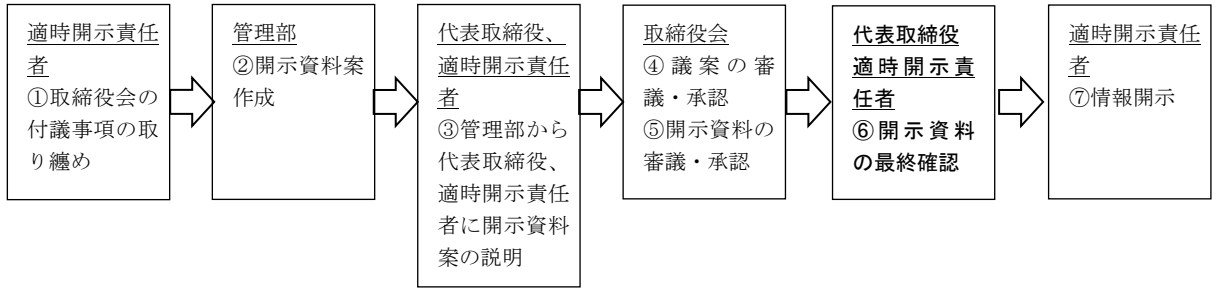 適時開示責任
者
①取締役会の
付議事項の取
り纏め
管理部
②開示資料案
作成
代表取締役、
適時開示責任
者
③管理部から
代表取締役、
適時開示責任
者に開示資料
案の説明
取締役会
④議案の審
議・承認
⑤開示資料の
審議・承認
代表取締役
適時開示責
任者
⑥開示資料
の最終確認
適時開示責任
者
⑦情報開示